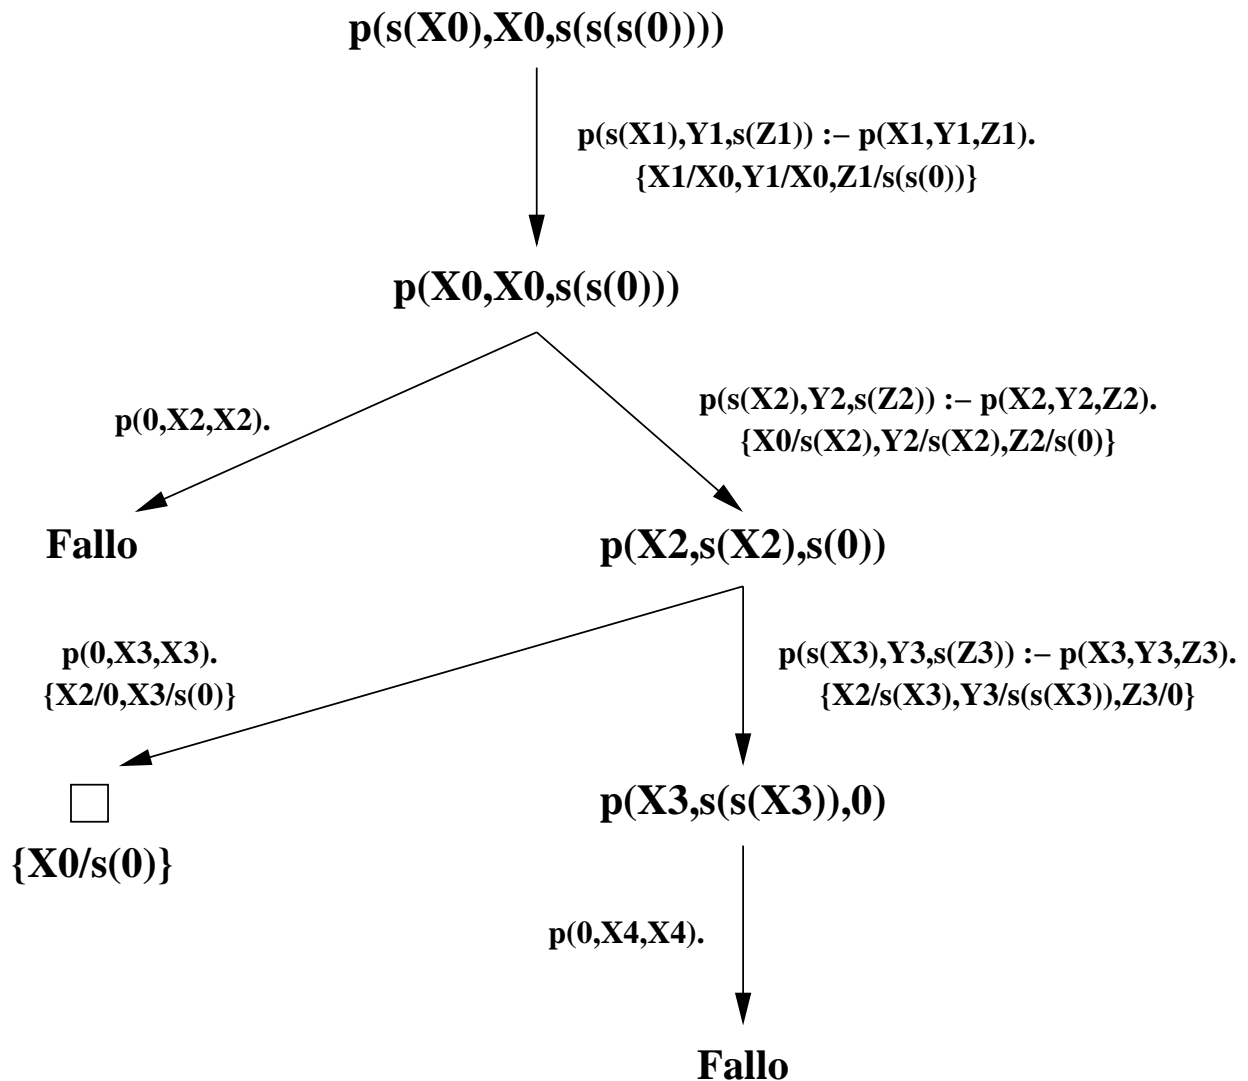 p(s(X0),X0,s(s(s(0))))
p(s(X1),Y1,s(Z1)) :– p(X1,Y1,Z1).
{X1/X0,Y1/X0,Z1/s(s(0))}
p(X0,X0,s(s(0)))
p(0,X2,X2).
p(s(X2),Y2,s(Z2)) :– p(X2,Y2,Z2).
{X0/s(X2),Y2/s(X2),Z2/s(0)}
Fallo
p(X2,s(X2),s(0))
p(0,X3,X3).
{X2/0,X3/s(0)}
p(s(X3),Y3,s(Z3)) :– p(X3,Y3,Z3).
{X2/s(X3),Y3/s(s(X3)),Z3/0}
{X0/s(0)}
p(X3,s(s(X3)),0)
p(0,X4,X4).
Fallo